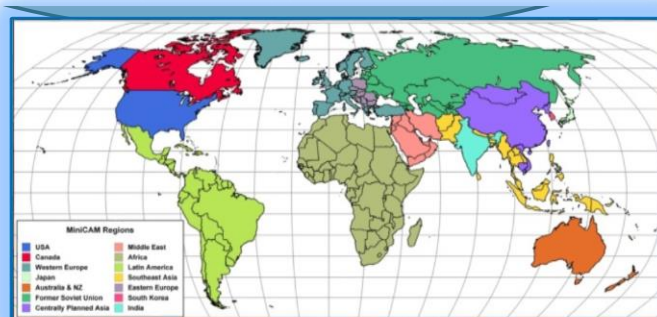 MiniCAM Regions
USA
Canada
Western Europe
Japan
Australia & NZ
Former Soviet Union
Centrally Planned Asia
Middle East
Africa
Latin America
Southeast Asia
Eastern Europe
South Korea
India